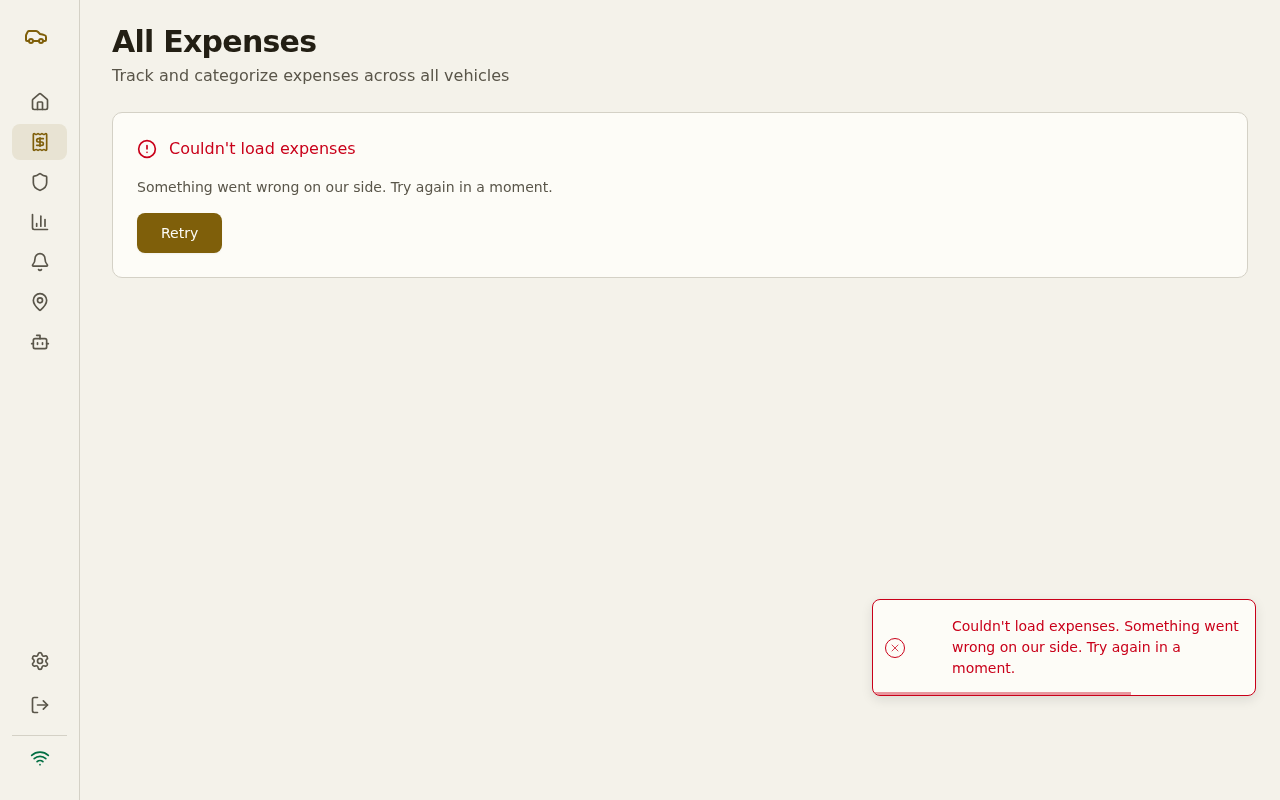 All Expenses
Track and categorize expenses across all vehicles
Couldn't load expenses
Something went wrong on our side. Try again in a moment.
Retry
Couldn't load expenses. Something went
wrong on our side. Try again in a
moment.